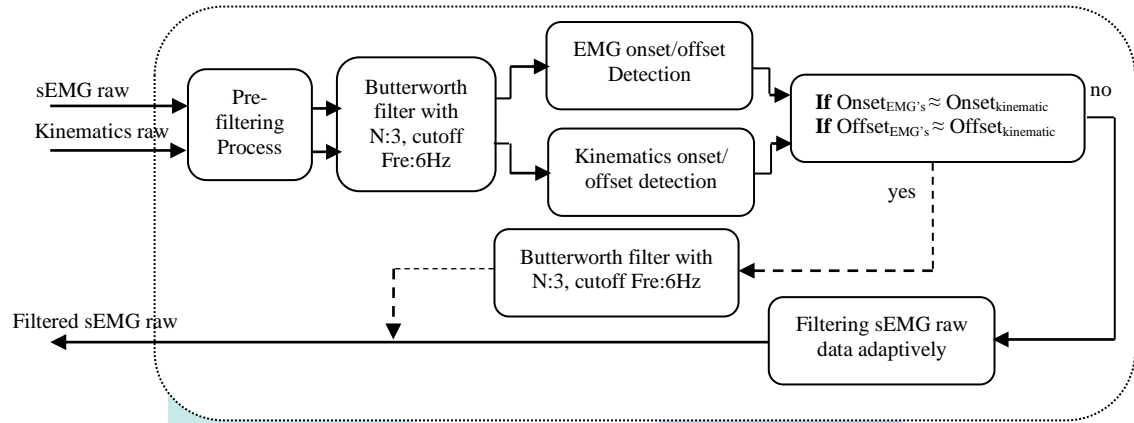 sEMG raw
Kinematics raw
Pre-
filtering
Process
Butterworth
filter with
N:3, cutoff
Fre:6Hz
EMG onset/offset
Detection
Kinematics onset/
offset detection
If OnsetEMG's ≈ Onsetkinematic
If OffsetEMG's ≈ Offsetkinematic
no
yes
Butterworth filter with
N:3, cutoff Fre:6Hz
Filtering sEMG raw
data adaptively
Filtered sEMG raw